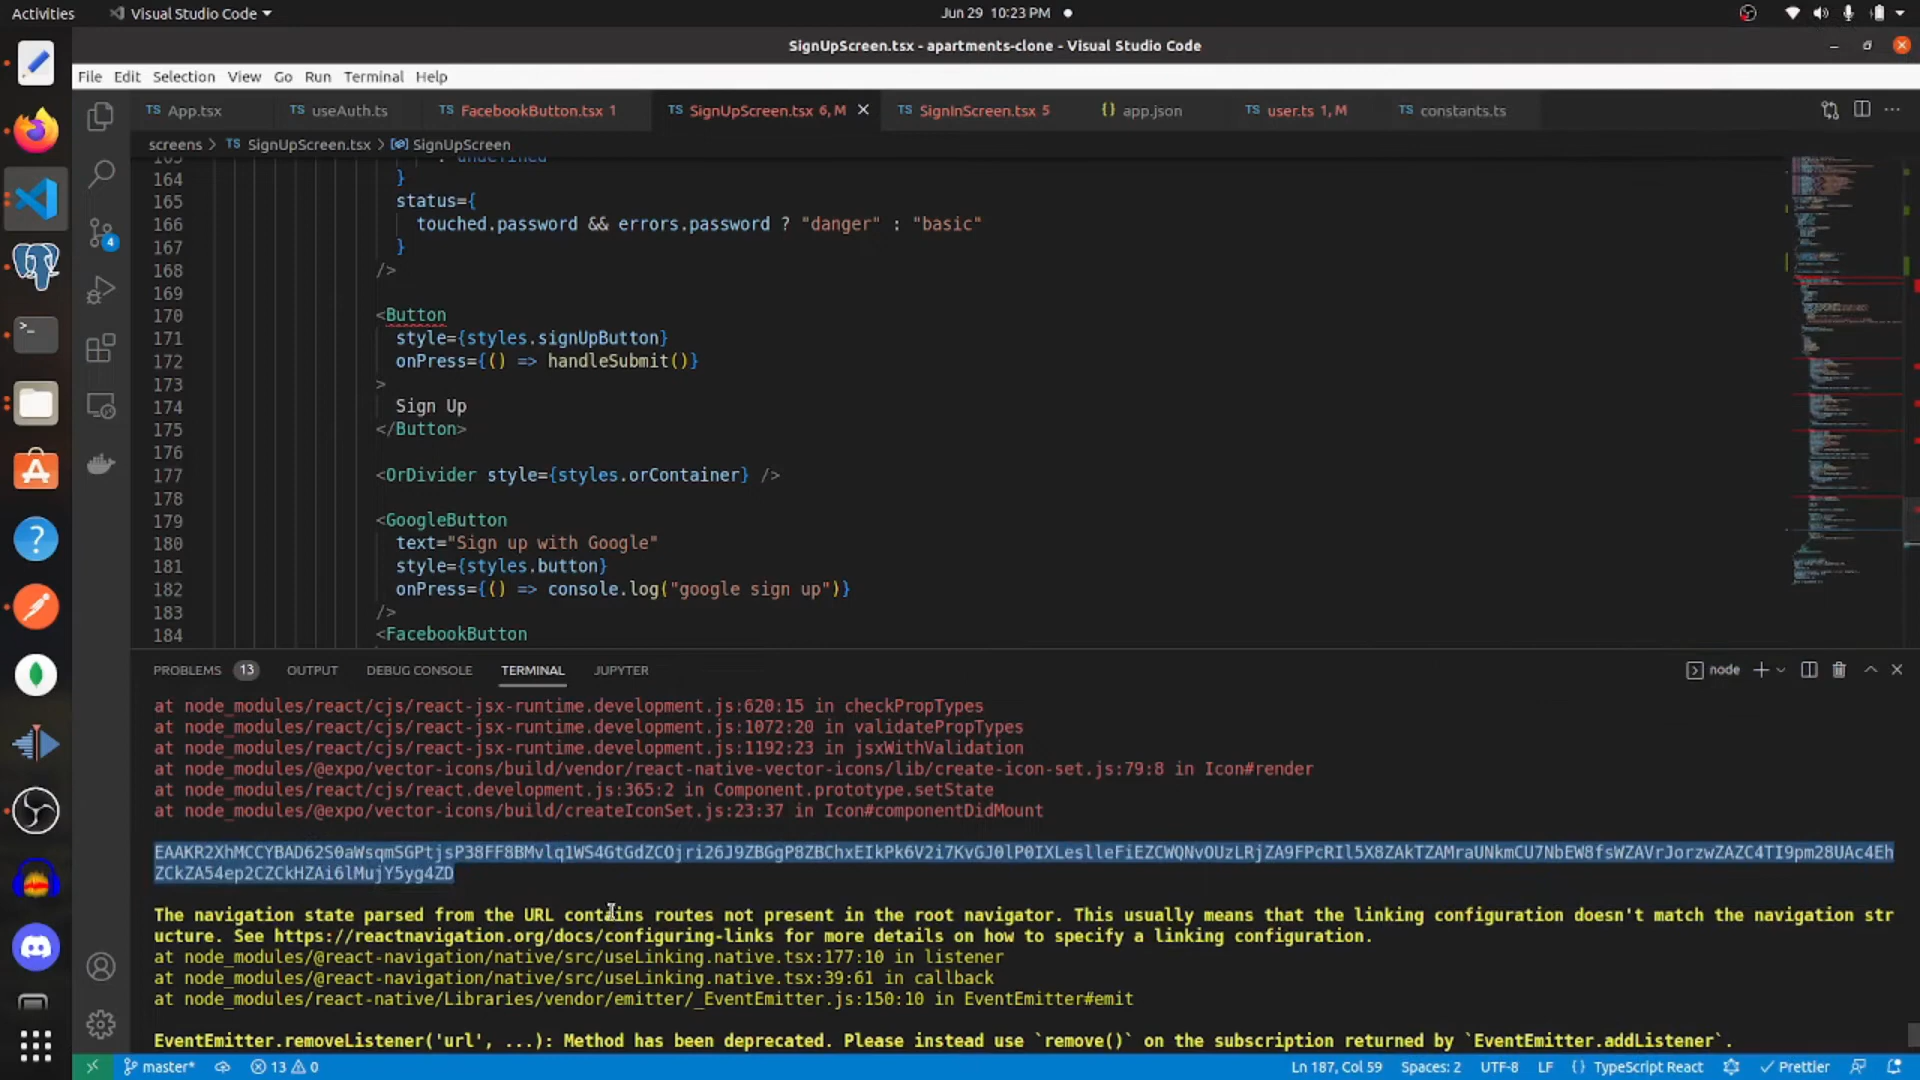 Activities
Visual Studio Code
Jun 29 10:23 PM
SignUpScreen.tsx - apartments-clone - Visual Studio Code
File Edit Selection View Go Run Terminal Help
TS App.tsx
TS useAuth.ts
TS FacebookButton.tsx 1
TS SignUpScreen.tsx 6, M
TS SignInScreen.tsx 5
{} app.json
TS user.ts 1, M
TS constants.ts
screens > TS SignUpScreen.tsx > SignUpScreen
163 : undefined
164 }
165 status={
166 touched.password && errors.password ? "danger" : "basic"
167 }
168 />
169
170 <Button
171 style={styles.signUpButton}
172 onPress={() => handleSubmit()}
173 >
174 Sign Up
175 </Button>
176
177 <OrDivider style={styles.orContainer} />
178
179 <GoogleButton
180 text="Sign up with Google"
181 style={styles.button}
182 onPress={() => console.log("google sign up")}
183 />
184 <FacebookButton
4
PROBLEMS 13 OUTPUT DEBUG CONSOLE TERMINAL JUPYTER
node
at node_modules/react/cjs/react-jsx-runtime.development.js:620:15 in checkPropTypes
at node_modules/react/cjs/react-jsx-runtime.development.js:1072:20 in validatePropTypes
at node_modules/react/cjs/react-jsx-runtime.development.js:1192:23 in jsxWithValidation
at node_modules/@expo/vector-icons/build/vendor/react-native-vector-icons/lib/create-icon-set.js:79:8 in Icon#render
at node_modules/react/cjs/react.development.js:365:2 in Component.prototype.setState
at node_modules/@expo/vector-icons/build/createIconSet.js:23:37 in Icon#componentDidMount
The navigation state parsed from the URL contains routes not present in the root navigator. This usually means that the linking configuration doesn't match the navigation str
ucture. See https://reactnavigation.org/docs/configuring-links for more details on how to specify a linking configuration.
at node_modules/@react-navigation/native/src/useLinking.native.tsx:177:10 in listener
at node_modules/@react-navigation/native/src/useLinking.native.tsx:39:61 in callback
at node_modules/react-native/Libraries/vendor/emitter/_EventEmitter.js:150:10 in EventEmitter#emit
EventEmitter.removeListener('url', ...): Method has been deprecated. Please instead use `remove()` on the subscription returned by `EventEmitter.addListener`.
master* 13 0
Ln 187, Col 59 Spaces: 2 UTF-8 LF {} TypeScript React Prettier